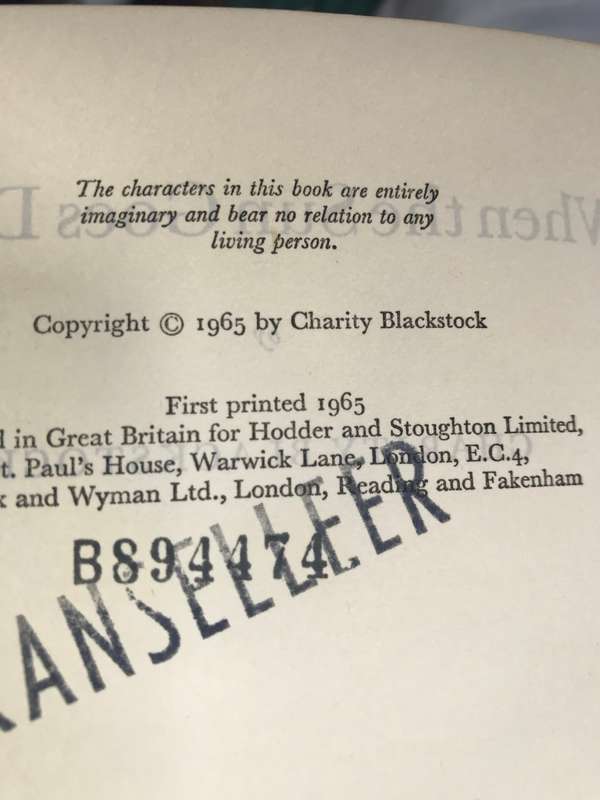 The characters in this book are entirely
imaginary and bear no relation to any
living person.
Copyright © 1965 by Charity Blackstock
First printed 1965
in Great Britain for Hodder and Stoughton Limited,
t. Paul's House, Warwick Lane, London, E.C.4,
and Wyman Ltd., London, Reading and Fakenham
B894474
ANSELLEER